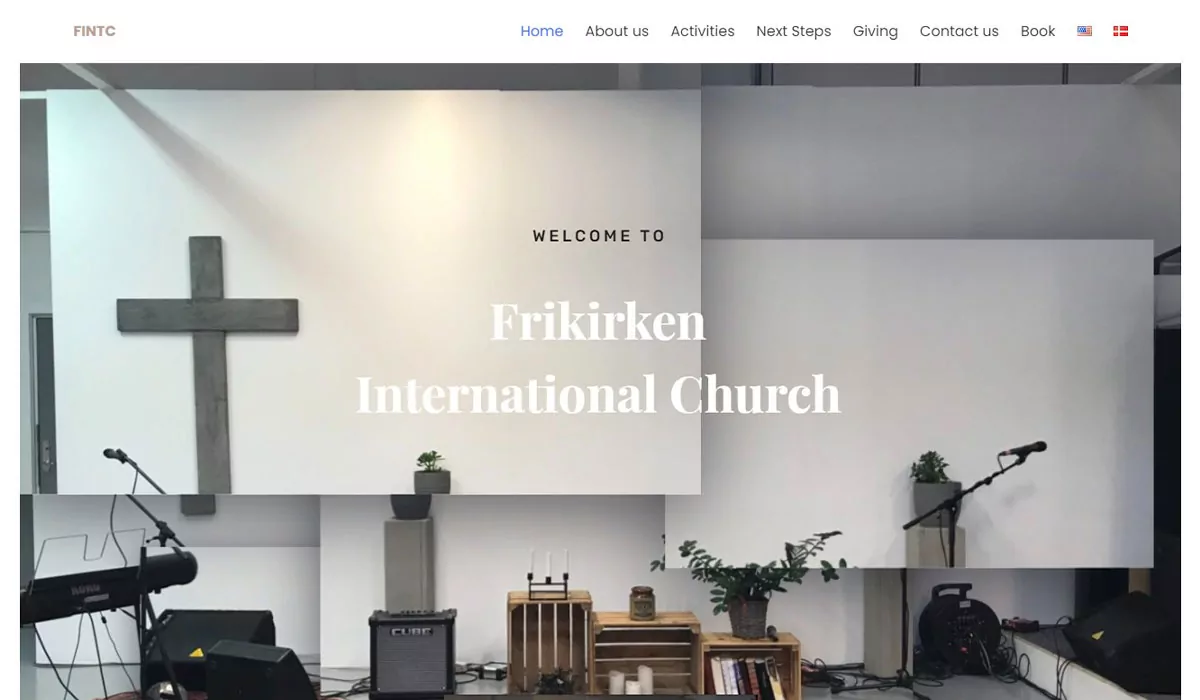 FINTC
Home About us Activities Next Steps Giving Contact us Book
WELCOME TO
Frikirken
International Church
CUBE